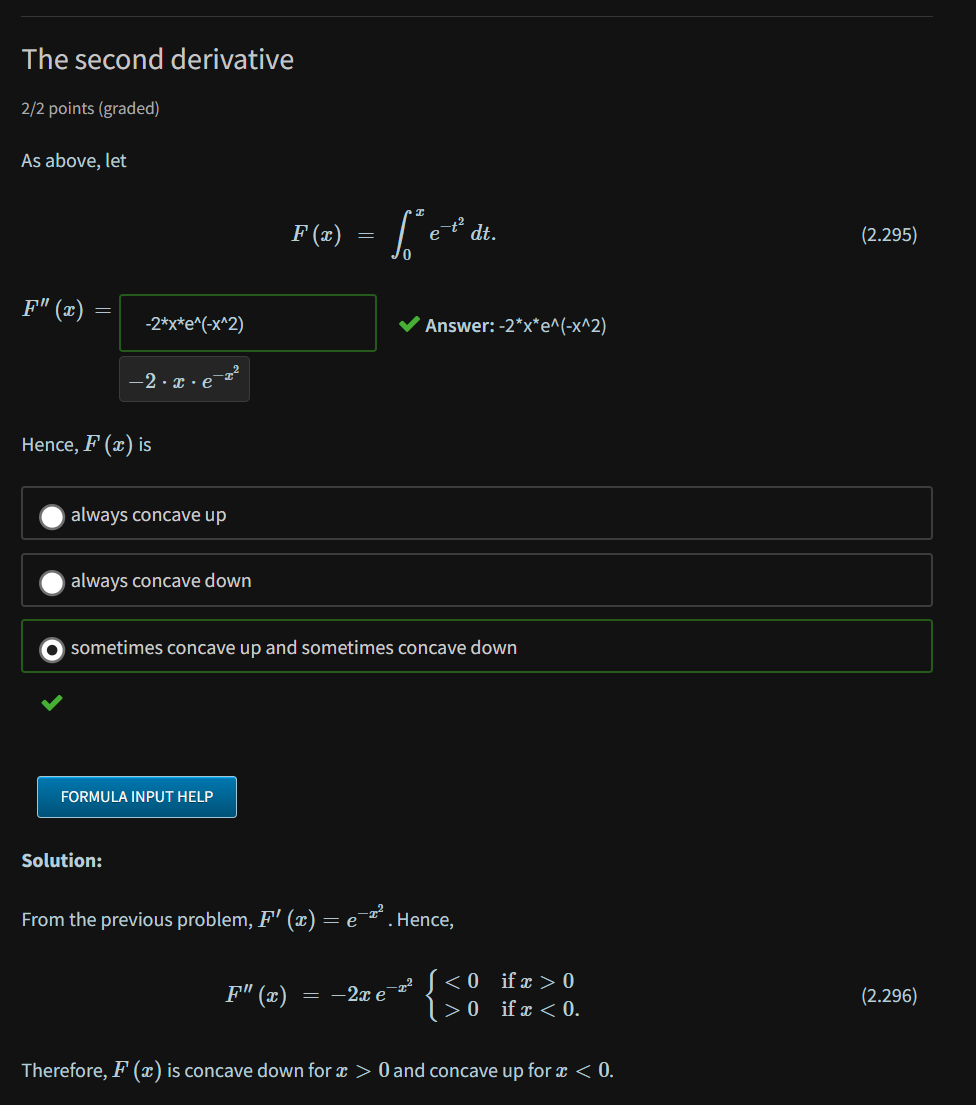 The second derivative
2/2 points (graded)
As above, let
F (x) = ∫₀ˣ e^{−t²} dt. (2.295)
F″ (x) = -2*x*e^(-x^2) Answer: -2*x*e^(-x^2)
−2 · x · e^{−x²}
Hence, F (x) is
always concave up
always concave down
sometimes concave up and sometimes concave down
FORMULA INPUT HELP
Solution:
From the previous problem, F′ (x) = e^{−x²}. Hence,
F″ (x) = −2x e^{−x²} { < 0 if x > 0
> 0 if x < 0. (2.296)
Therefore, F (x) is concave down for x > 0 and concave up for x < 0.